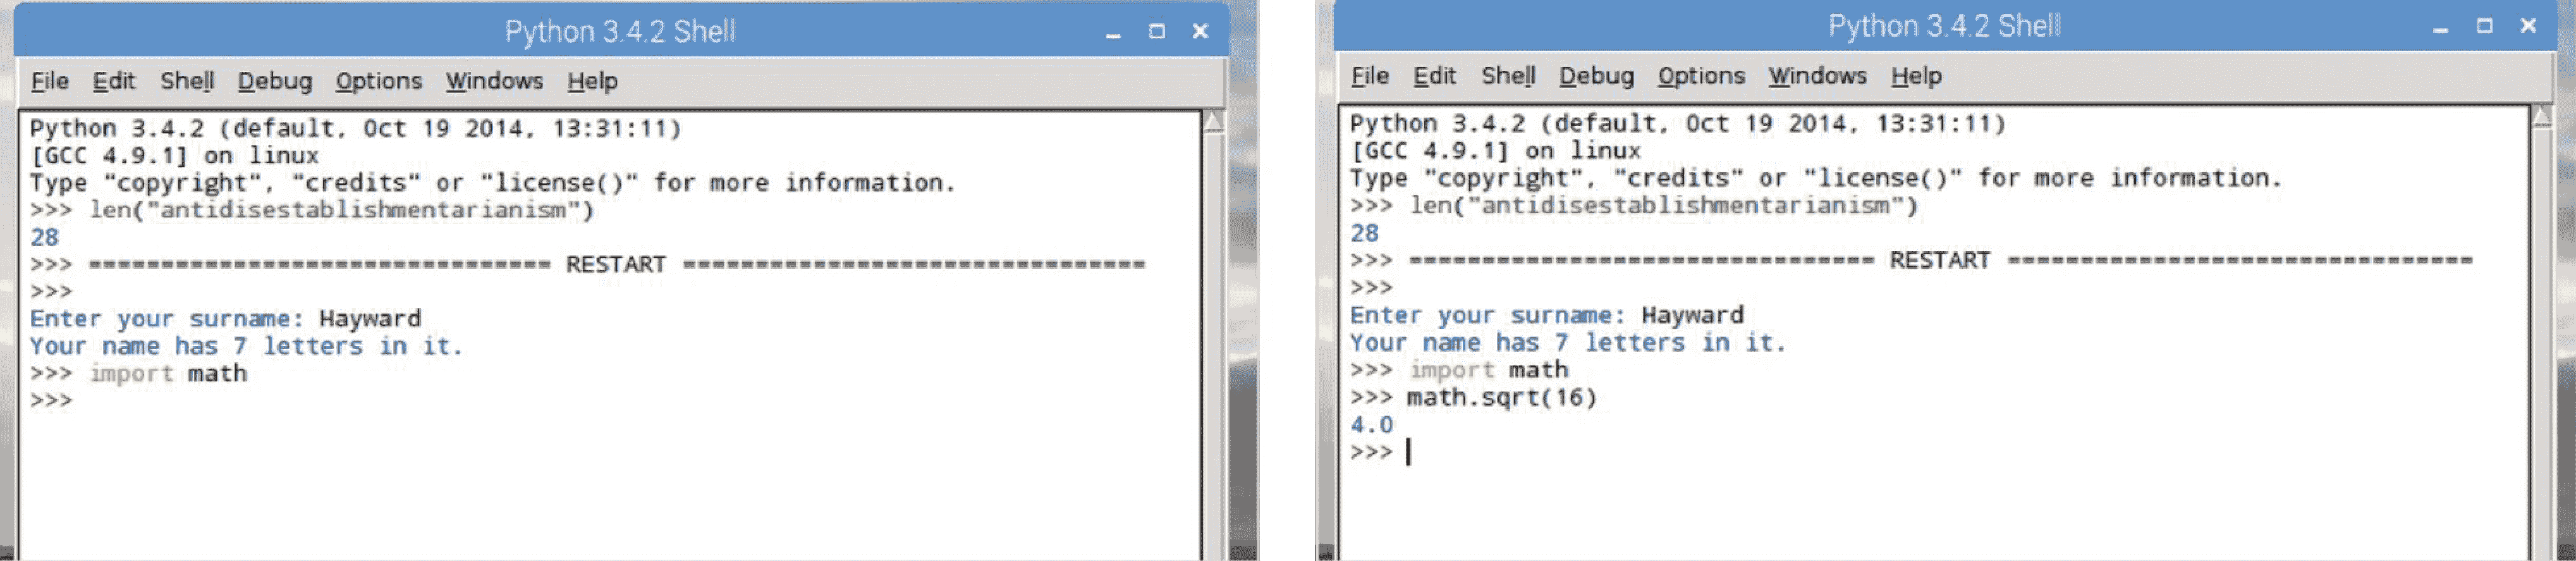 Python 3.4.2 Shell
File Edit Shell Debug Options Windows Help
Python 3.4.2 (default, Oct 19 2014, 13:31:11)
[GCC 4.9.1] on linux
Type "copyright", "credits" or "license()" for more information.
>>> len("antidisestablishmentarianism")
28
>>> ================================ RESTART ================================
>>>
Enter your surname: Hayward
Your name has 7 letters in it.
>>> import math
>>>
Python 3.4.2 Shell
File Edit Shell Debug Options Windows Help
Python 3.4.2 (default, Oct 19 2014, 13:31:11)
[GCC 4.9.1] on linux
Type "copyright", "credits" or "license()" for more information.
>>> len("antidisestablishmentarianism")
28
>>> ================================ RESTART ================================
>>>
Enter your surname: Hayward
Your name has 7 letters in it.
>>> import math
>>> math.sqrt(16)
4.0
>>>